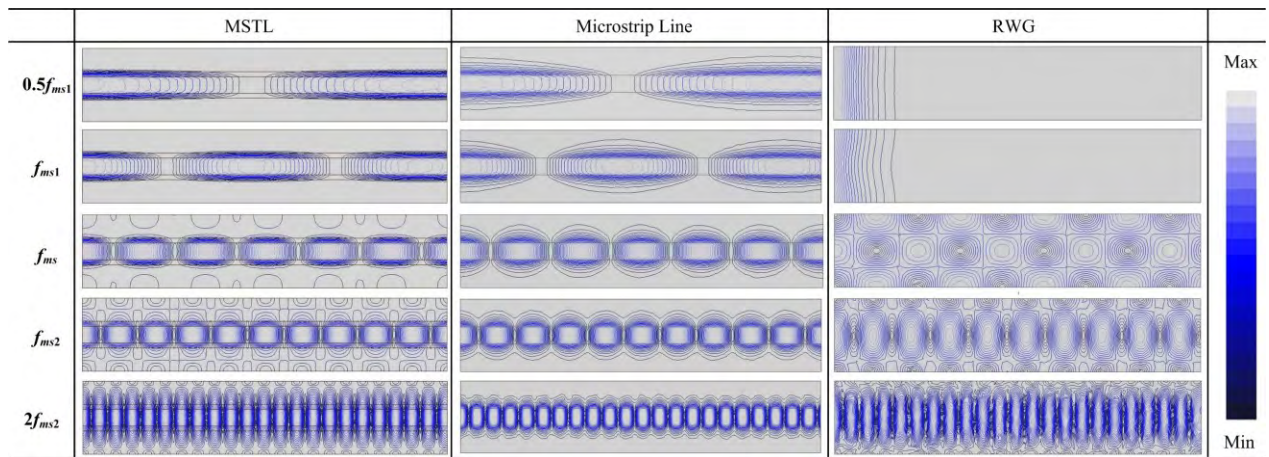 MSTL Microstrip Line RWG
0.5fms1
Max
fms1
fms
fms2
2fms2
Min